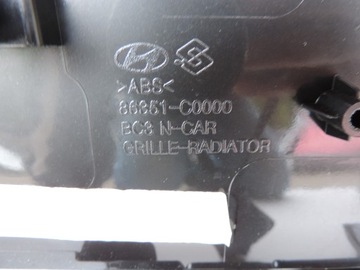 >ABS<
86351-C0000
BC3 N-CAR
GRILLE-RADIATOR